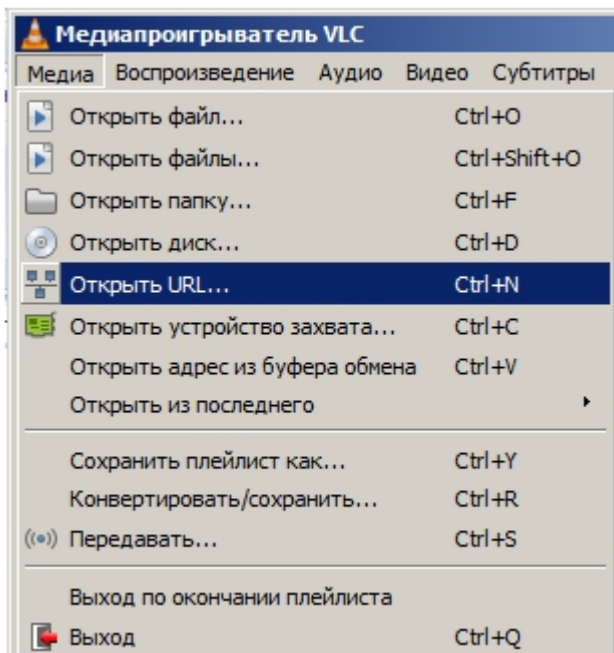 Медиапроигрыватель VLC
Медиа Воспроизведение Аудио Видео Субтитры
Открыть файл... Ctrl+O
Открыть файлы... Ctrl+Shift+O
Открыть папку... Ctrl+F
Открыть диск... Ctrl+D
Открыть URL... Ctrl+N
Открыть устройство захвата... Ctrl+C
Открыть адрес из буфера обмена Ctrl+V
Открыть из последнего
Сохранить плейлист как... Ctrl+Y
Конвертировать/сохранить... Ctrl+R
Передавать... Ctrl+S
Выход по окончании плейлиста
Выход Ctrl+Q